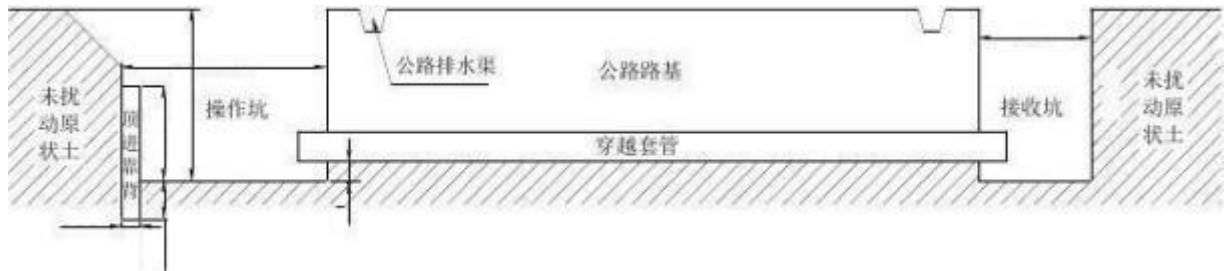 公路排水渠
公路路基
未扰
动原
状土
顶进靠背
操作坑
接收坑
未扰
动原
状土
穿越套管